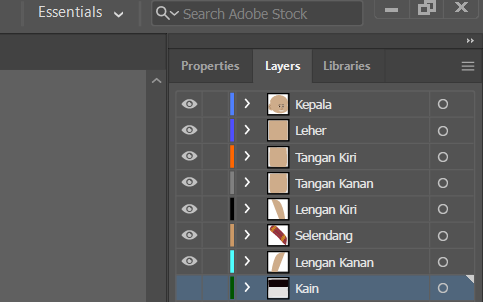 Essentials
Search Adobe Stock
Properties Layers Libraries
Kepala
Leher
Tangan Kiri
Tangan Kanan
Lengan Kiri
Selendang
Lengan Kanan
Kain